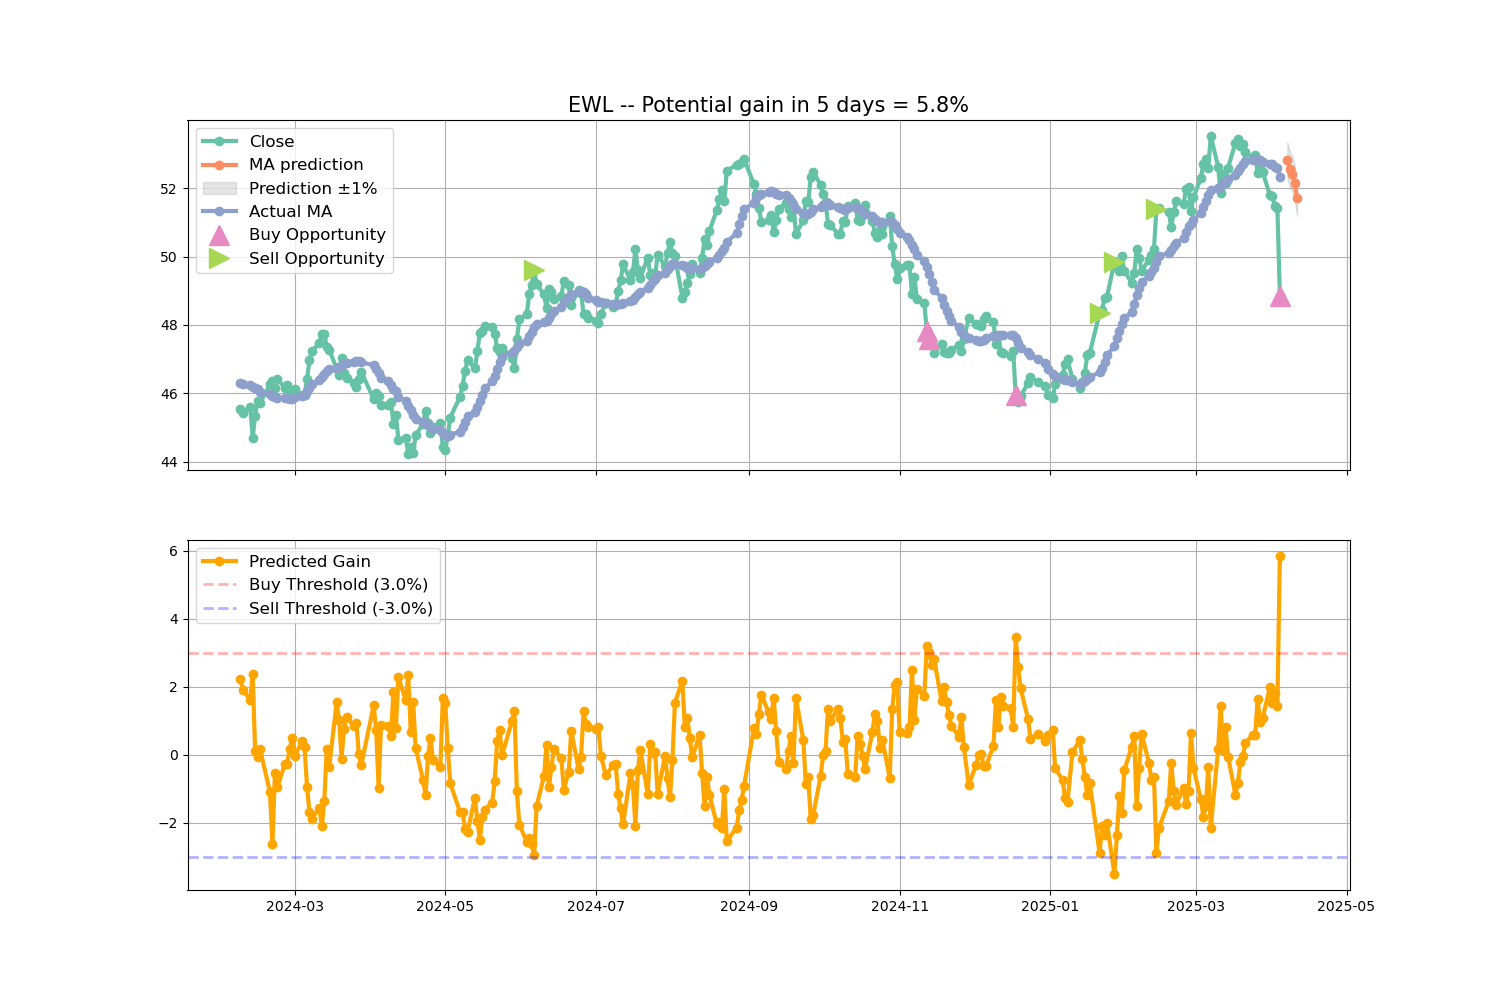 EWL -- Potential gain in 5 days = 5.8%
Close
MA prediction
Prediction ±1%
Actual MA
Buy Opportunity
Sell Opportunity
52
50
48
46
44
Predicted Gain
Buy Threshold (3.0%)
Sell Threshold (-3.0%)
6
4
2
0
−2
2024-03 2024-05 2024-07 2024-09 2024-11 2025-01 2025-03 2025-05